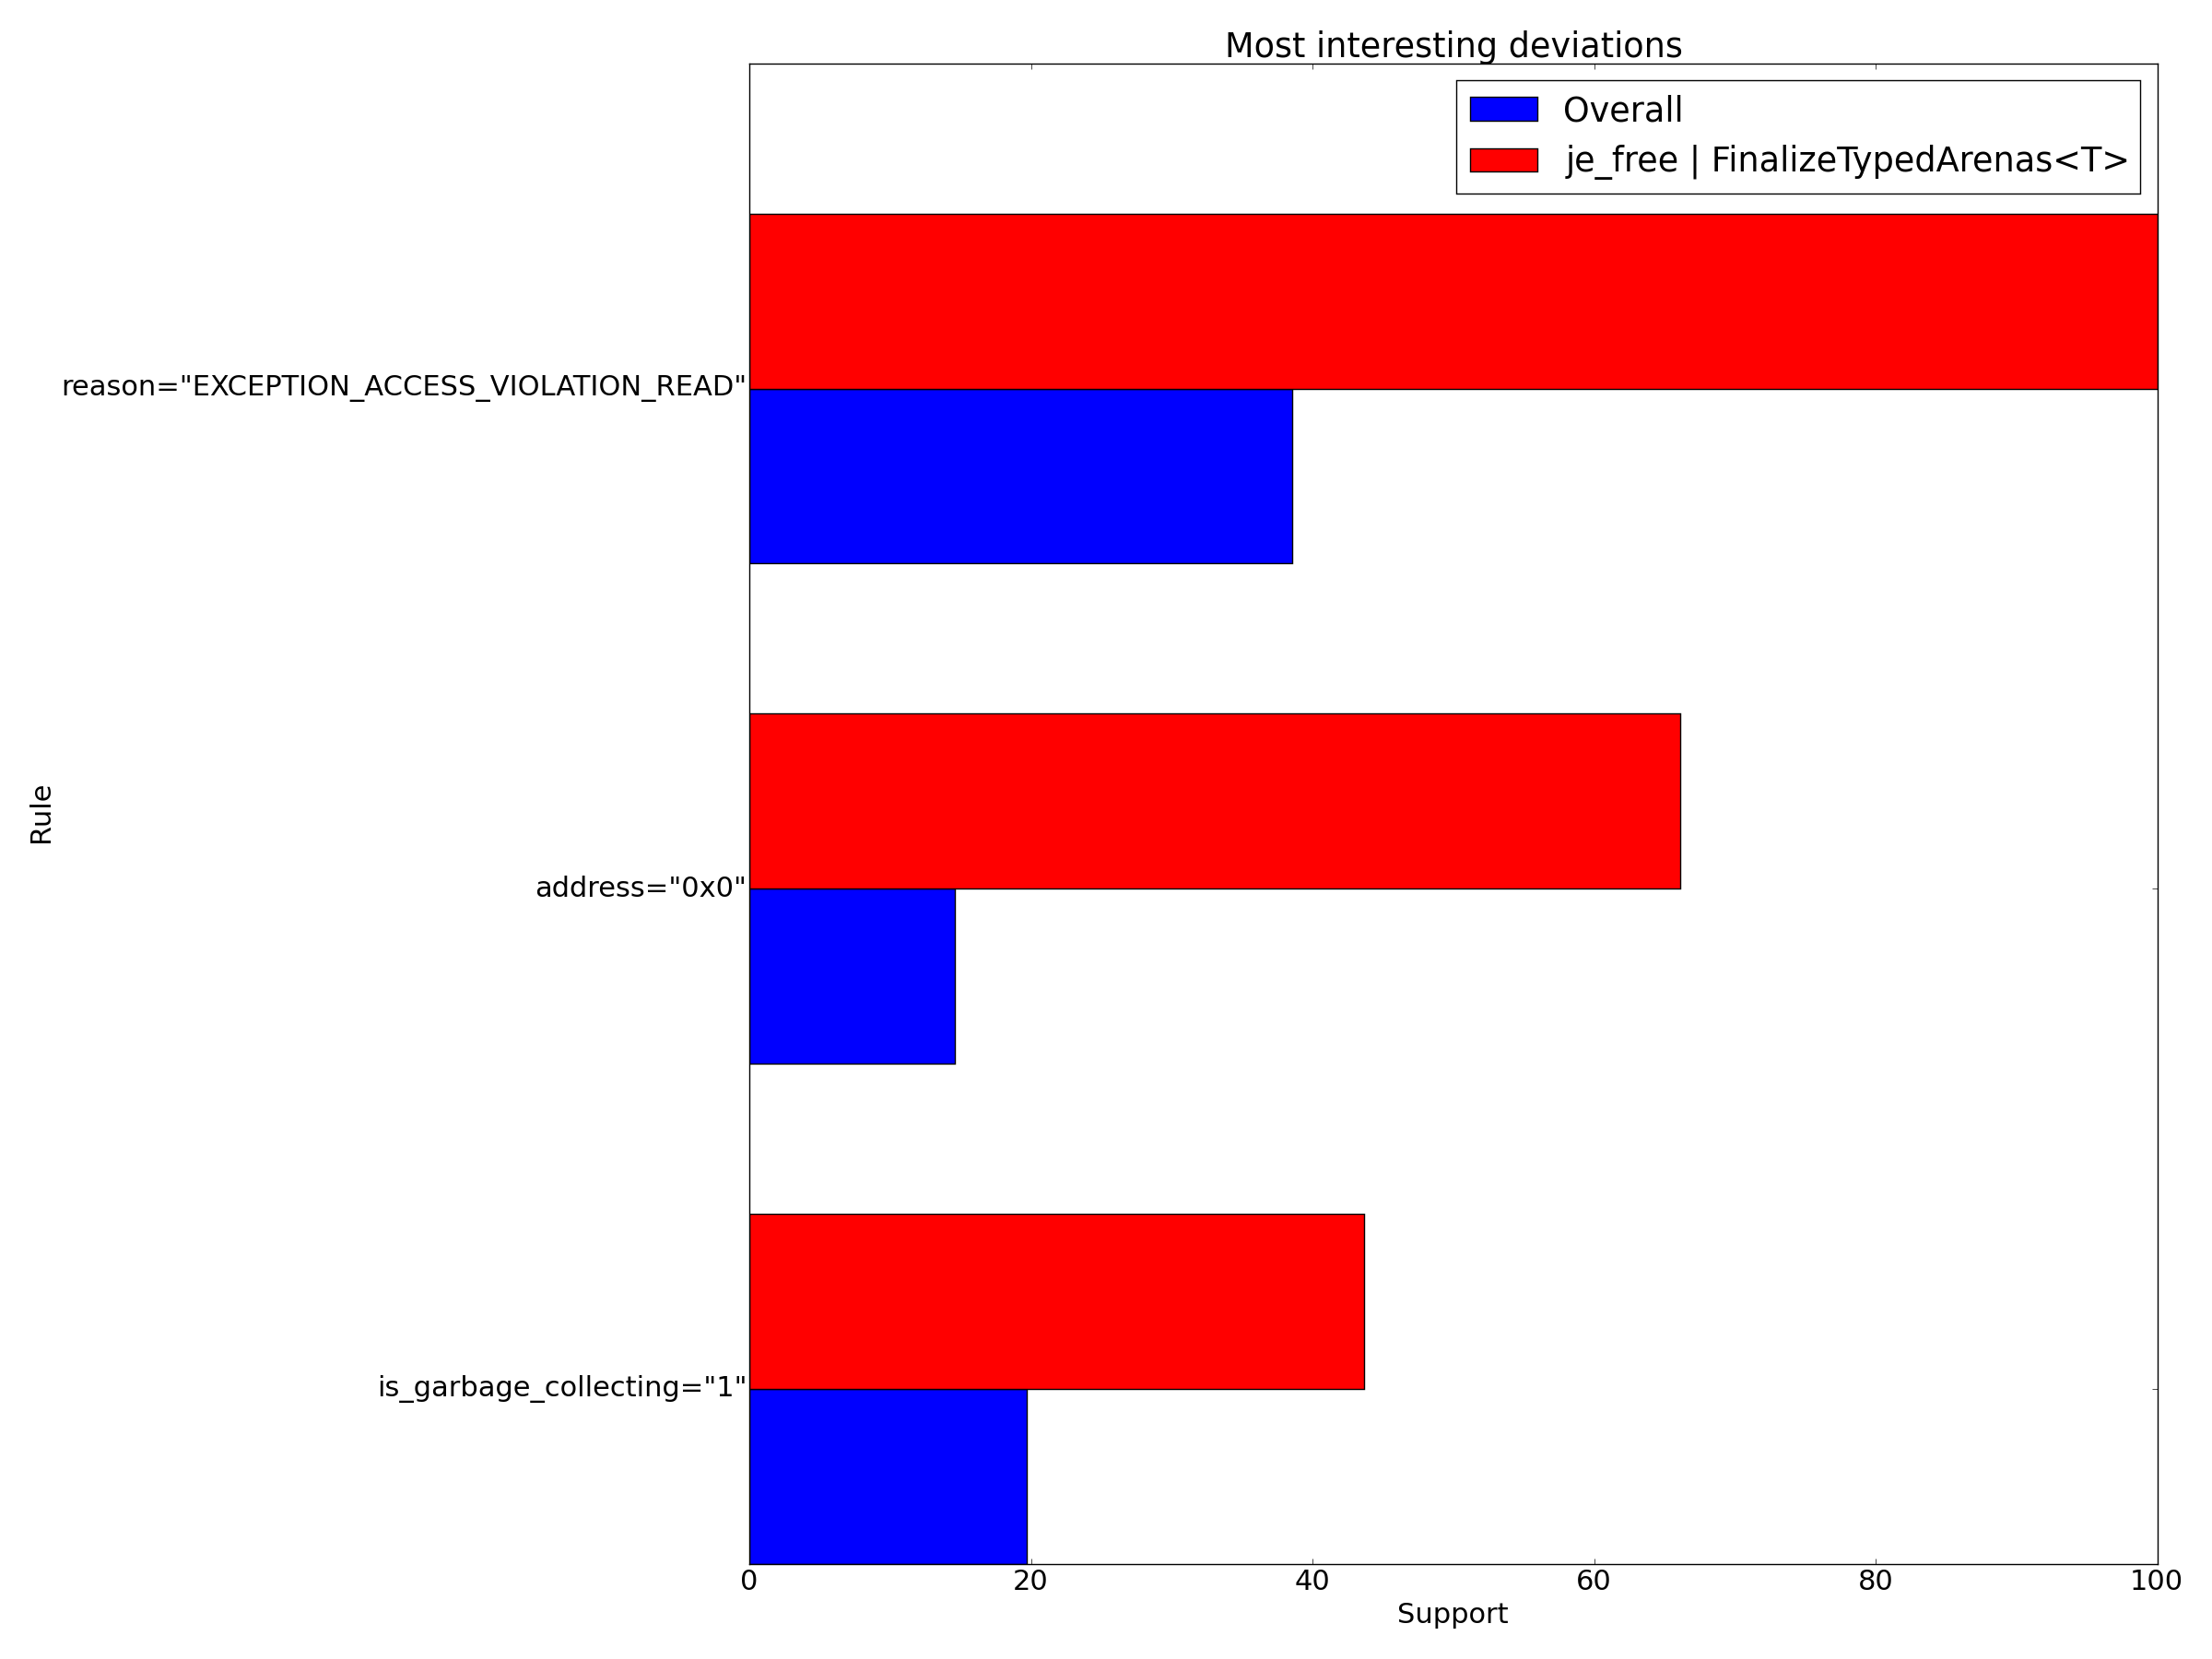 Most interesting deviations
Overall
je_free | FinalizeTypedArenas<T>
reason="EXCEPTION_ACCESS_VIOLATION_READ"
Rule
address="0x0"
is_garbage_collecting="1"
0 20 40 60 80 100
Support